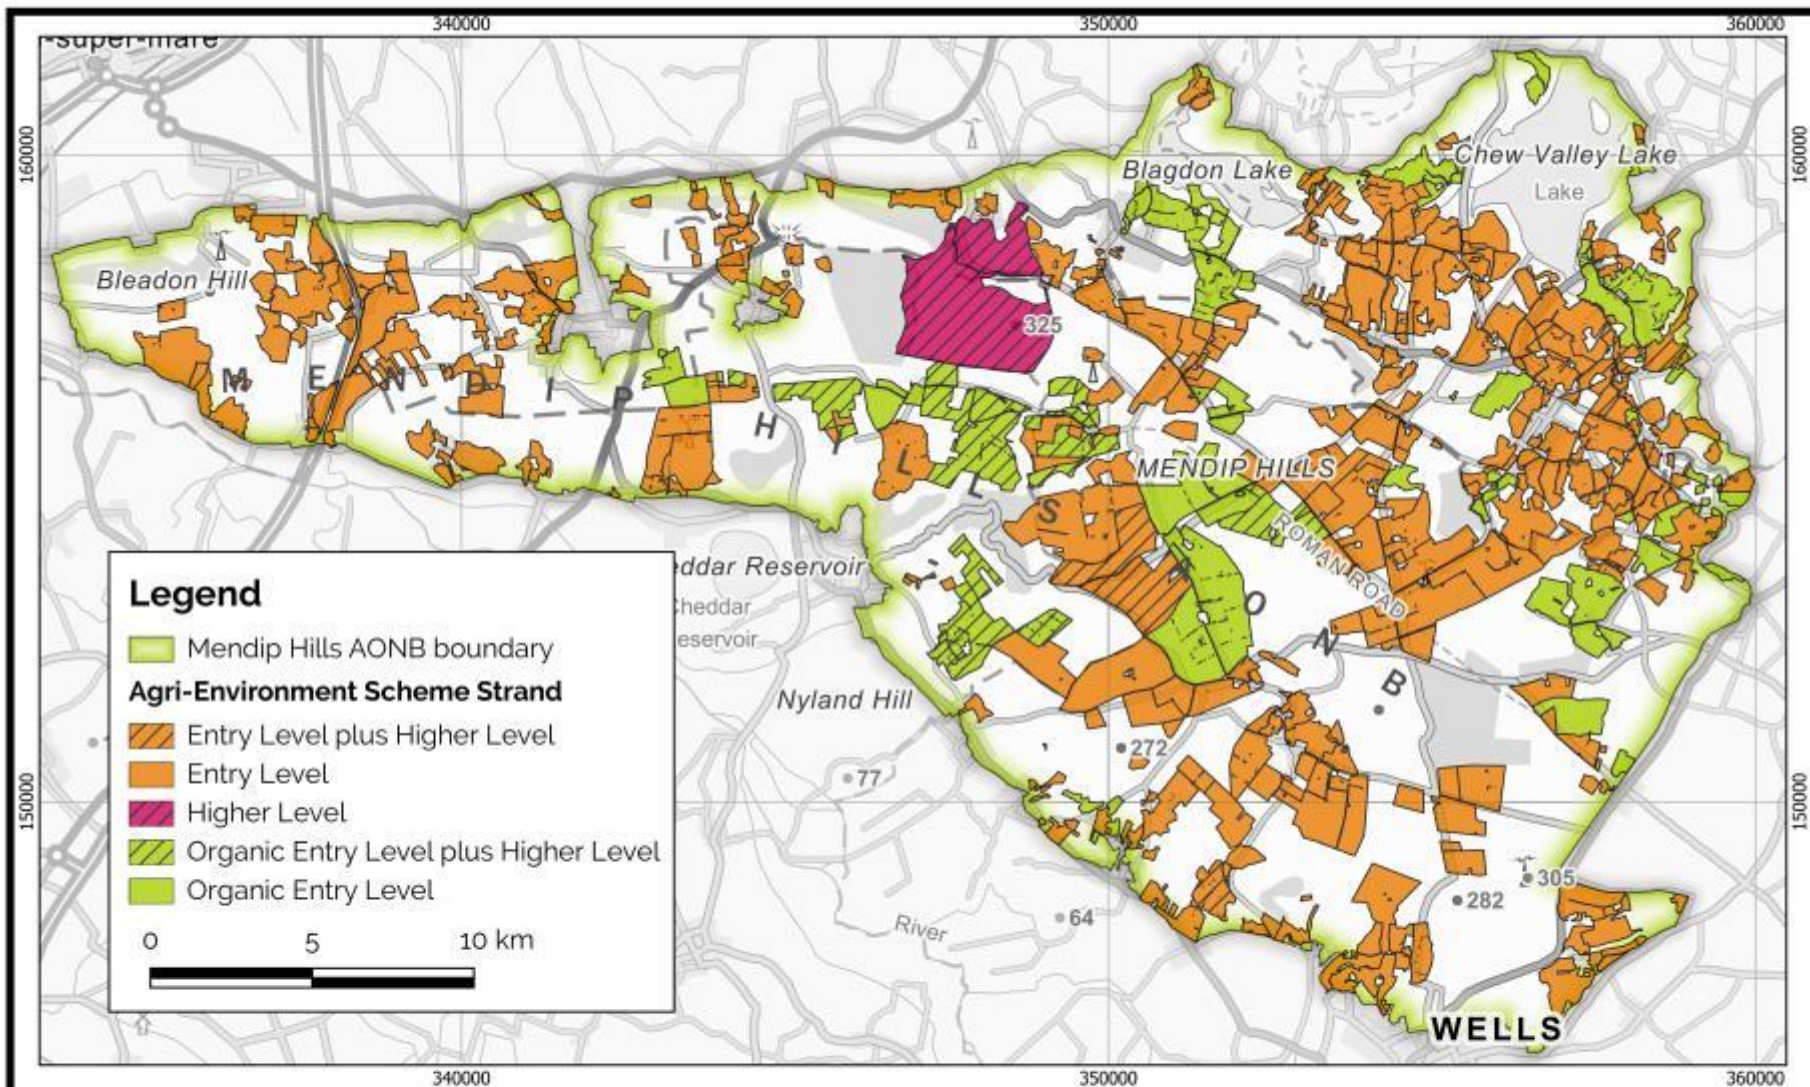 340000
350000
360000
-super-mare
160000
160000
Blagdon Lake
Chew Valley Lake
Lake
Bleadon Hill
325
M E N D I P H I L L S A O N B
MENDIP HILLS
ROMAN ROAD
eddar Reservoir
Cheddar
eservoir
Nyland Hill
272
77
150000
150000
305
282
64
River
WELLS
Legend
Mendip Hills AONB boundary
Agri-Environment Scheme Strand
Entry Level plus Higher Level
Entry Level
Higher Level
Organic Entry Level plus Higher Level
Organic Entry Level
0 5 10 km
340000
350000
360000